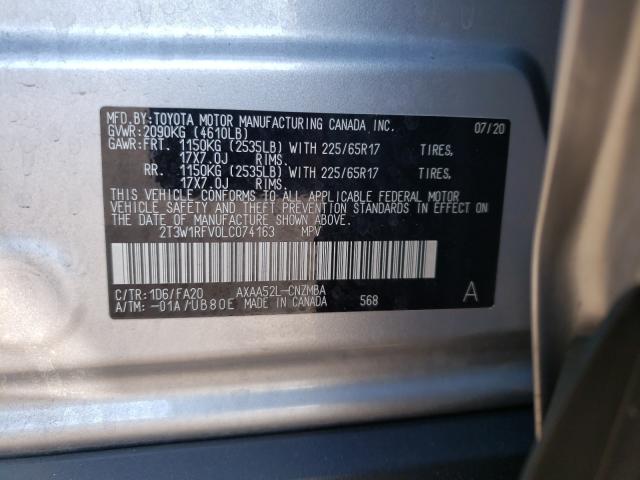 MFD.BY:TOYOTA MOTOR MANUFACTURING CANADA, INC. 07/20
GVWR:2090KG (4610LB)
GAWR:FRT. 1150KG (2535LB) WITH 225/65R17 TIRES,
17X7.0J RIMS.
RR. 1150KG (2535LB) WITH 225/65R17 TIRES,
17X7.0J RIMS.
THIS VEHICLE CONFORMS TO ALL APPLICABLE FEDERAL MOTOR
VEHICLE SAFETY AND THEFT PREVENTION STANDARDS IN EFFECT ON
THE DATE OF MANUFACTURE SHOWN ABOVE.
2T3W1RFV0LC074163 MPV
C/TR:1D6/FA20 AXAA52L-CNZMBA
A/TM:-01A/UB80E MADE IN CANADA 568 A